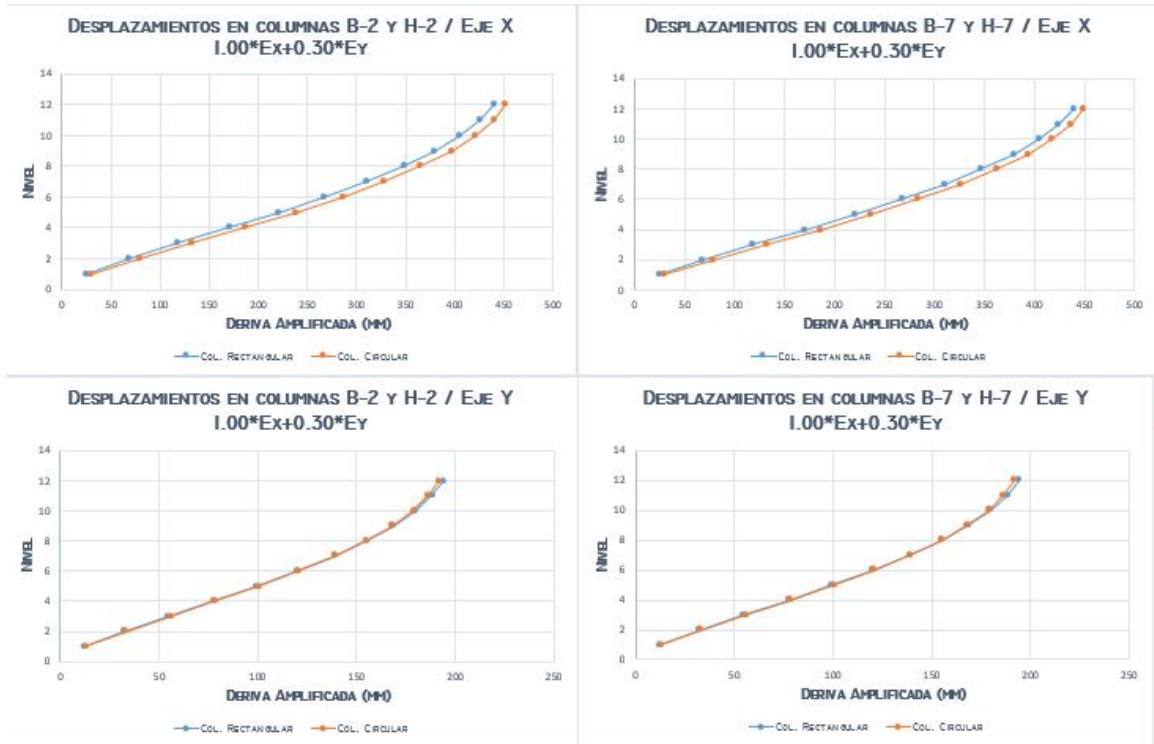 Desplazamientos en columnas B-2 y H-2 / Eje X
1.00*Ex+0.30*Ey
14
12
10
8
6
4
2
0
Nivel
0 50 100 150 200 250 300 350 400 450 500
Deriva Amplificada (mm)
Col. Rectangular Col. Circular
Desplazamientos en columnas B-7 y H-7 / Eje X
1.00*Ex+0.30*Ey
14
12
10
8
6
4
2
0
Nivel
0 50 100 150 200 250 300 350 400 450 500
Deriva Amplificada (mm)
Col. Rectangular Col. Circular
Desplazamientos en columnas B-2 y H-2 / Eje Y
1.00*Ex+0.30*Ey
14
12
10
8
6
4
2
0
Nivel
0 50 100 150 200 250
Deriva Amplificada (mm)
Col. Rectangular Col. Circular
Desplazamientos en columnas B-7 y H-7 / Eje Y
1.00*Ex+0.30*Ey
14
12
10
8
6
4
2
0
Nivel
0 50 100 150 200 250
Deriva Amplificada (mm)
Col. Rectangular Col. Circular